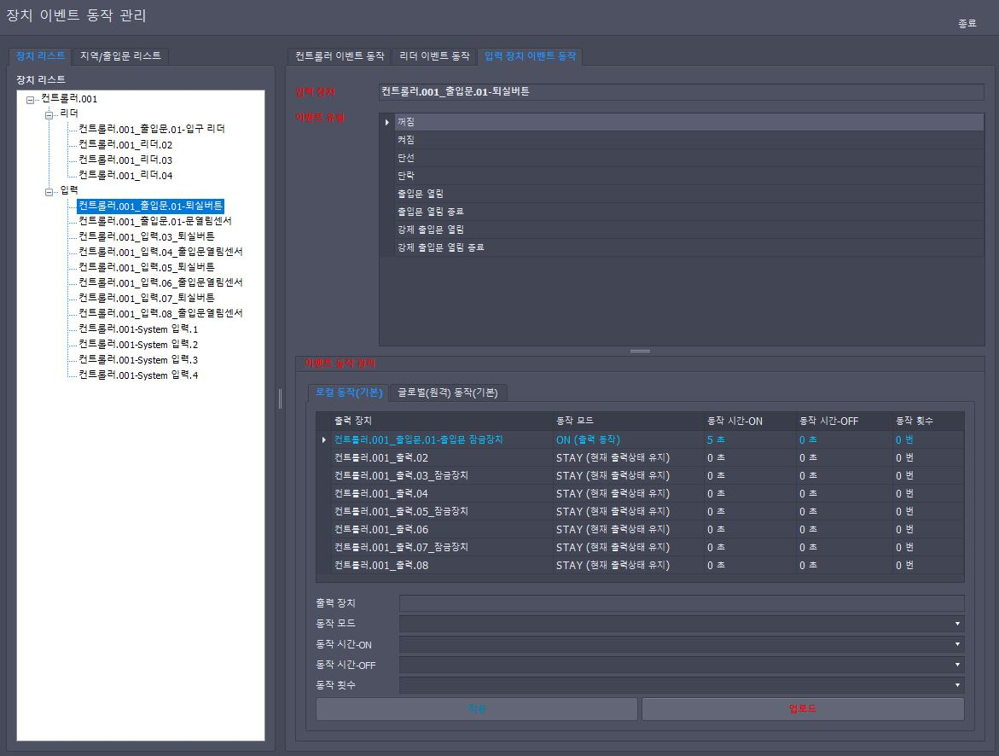 장치 이벤트 동작 관리
종료
장치 리스트
지역/출입문 리스트
장치 리스트
컨트롤러.001
리더
컨트롤러.001_출입문.01-입구 리더
컨트롤러.001_리더.02
컨트롤러.001_리더.03
컨트롤러.001_리더.04
입력
컨트롤러.001_출입문.01-퇴실버튼
컨트롤러.001_출입문.01-문열림센서
컨트롤러.001_입력.03_퇴실버튼
컨트롤러.001_입력.04_출입문열림센서
컨트롤러.001_입력.05_퇴실버튼
컨트롤러.001_입력.06_출입문열림센서
컨트롤러.001_입력.07_퇴실버튼
컨트롤러.001_입력.08_출입문열림센서
컨트롤러.001-System 입력.1
컨트롤러.001-System 입력.2
컨트롤러.001-System 입력.3
컨트롤러.001-System 입력.4
컨트롤러 이벤트 동작
리더 이벤트 동작
입력 장치 이벤트 동작
입력 장치 컨트롤러.001_출입문.01-퇴실버튼
이벤트 유형
꺼짐
켜짐
단선
단락
출입문 열림
출입문 열림 종료
강제 출입문 열림
강제 출입문 열림 종료
이벤트 동작 관리
로컬 동작(기본)
글로벌(원격) 동작(기본)
출력 장치 동작 모드 동작 시간-ON 동작 시간-OFF 동작 횟수
컨트롤러.001_출입문.01-출입문 잠금장치 ON (출력 동작) 5 초 0 초 0 번
컨트롤러.001_출력.02 STAY (현재 출력상태 유지) 0 초 0 초 0 번
컨트롤러.001_출력.03_잠금장치 STAY (현재 출력상태 유지) 0 초 0 초 0 번
컨트롤러.001_출력.04 STAY (현재 출력상태 유지) 0 초 0 초 0 번
컨트롤러.001_출력.05_잠금장치 STAY (현재 출력상태 유지) 0 초 0 초 0 번
컨트롤러.001_출력.06 STAY (현재 출력상태 유지) 0 초 0 초 0 번
컨트롤러.001_출력.07_잠금장치 STAY (현재 출력상태 유지) 0 초 0 초 0 번
컨트롤러.001_출력.08 STAY (현재 출력상태 유지) 0 초 0 초 0 번
출력 장치
동작 모드
동작 시간-ON
동작 시간-OFF
동작 횟수
적용
업로드